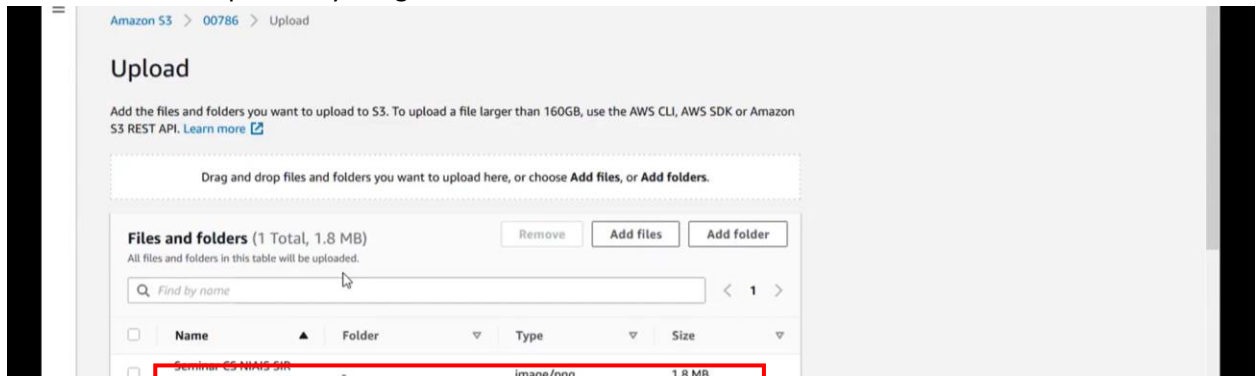 Amazon S3 > 00786 > Upload
Upload
Add the files and folders you want to upload to S3. To upload a file larger than 160GB, use the AWS CLI, AWS SDK or Amazon
S3 REST API. Learn more
Drag and drop files and folders you want to upload here, or choose Add files, or Add folders.
Files and folders (1 Total, 1.8 MB) Remove Add files Add folder
All files and folders in this table will be uploaded.
Find by name < 1 >
Name Folder Type Size
Seminar CS NIAIS SIR - image/png 1.8 MB